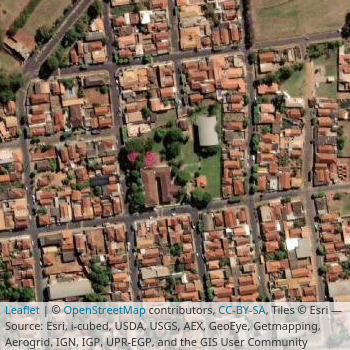 Leaflet | © OpenStreetMap contributors, CC-BY-SA, Tiles © Esri —
Source: Esri, i-cubed, USDA, USGS, AEX, GeoEye, Getmapping,
Aerogrid, IGN, IGP, UPR-EGP, and the GIS User Community